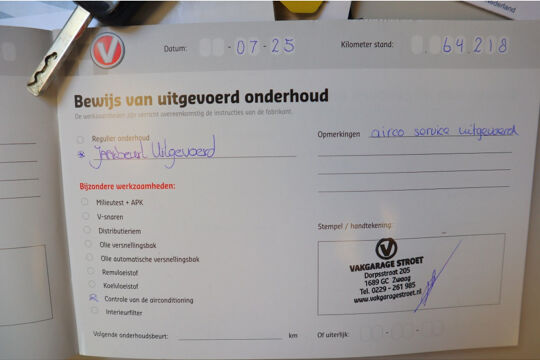 nderland
Datum: -07-25
Kilometer stand: .64.218
Bewijs van uitgevoerd onderhoud
De werkzaamheden zijn verricht overeenkomstig de instructies van de fabrikant.
Regulier onderhoud
* Jaarbeurt Uitgevoerd
Opmerkingen airco service uitgevoerd
Bijzondere werkzaamheden:
Milieutest + APK
V-snaren
Distributieriem
Olie versnellingsbak
Olie automatische versnellingsbak
Remvloeistof
Koelvloeistof
Controle van de airconditioning
Interieurfilter
Stempel / handtekening:
VAKGARAGE STROET
Dorpsstraat 205
1689 GC Zwaag
Tel. 0229 - 261 985
www.vakgaragestroet.nl
Volgende onderhoudsbeurt: km
Of uiterlijk: - -